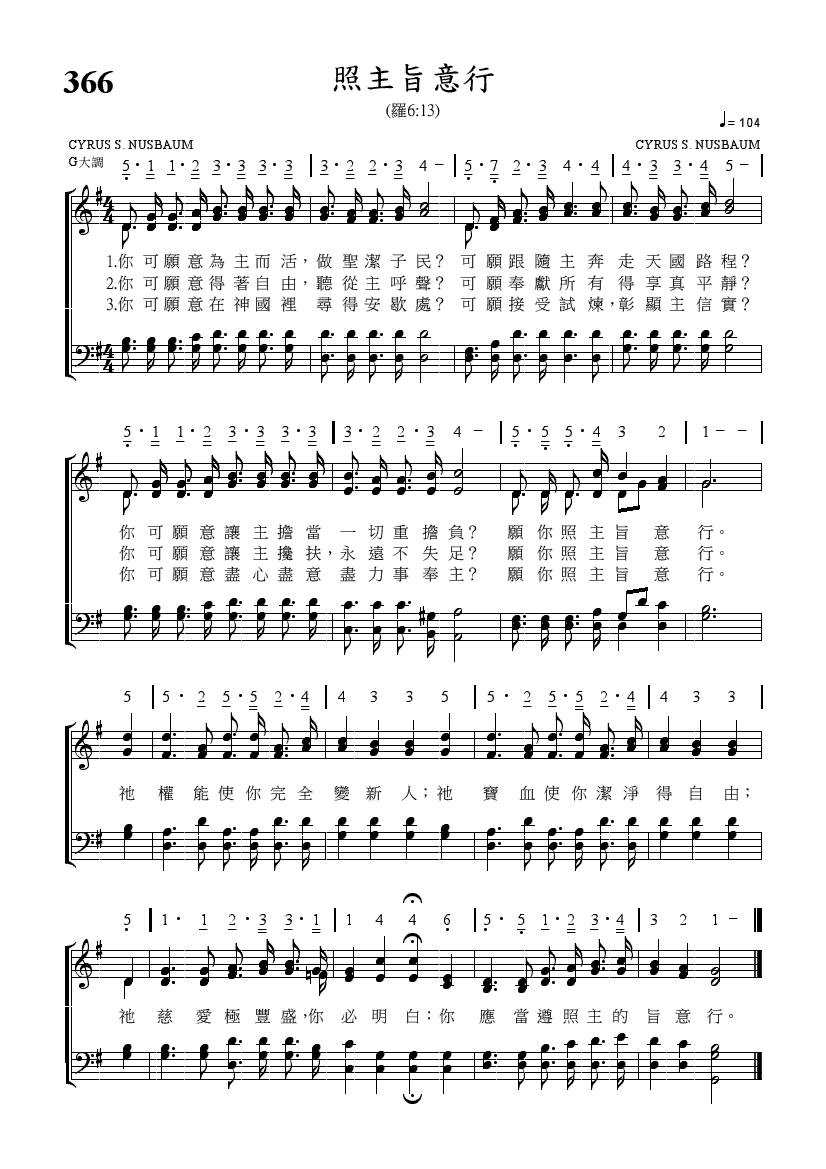 366
照主旨意行
(羅6:13)
♩= 104
CYRUS S. NUSBAUM CYRUS S. NUSBAUM
G大調 5· 1 1· 2 3· 3 3· 3 | 3· 2 2· 3 4 – | 5· 7 2· 3 4· 4 | 4· 3 3· 4 5 – |
1.你可願意為主而活，做聖潔子民？可願跟隨主奔走天國路程？
2.你可願意得著自由，聽從主呼聲？可願奉獻所有得享真平靜？
3.你可願意在神國裡尋得安歇處？可願接受試煉，彰顯主信實？
5· 1 1· 2 3· 3 3· 3 | 3· 2 2· 3 4 – | 5· 5 5· 4 3 2 | 1 – – |
你可願意讓主擔當一切重擔負？願你照主旨意行。
你可願意讓主攙扶，永遠不失足？願你照主旨意行。
你可願意盡心盡意盡力事奉主？願你照主旨意行。
5 | 5· 2 5· 5 2· 4 | 4 3 3 5 | 5· 2 5· 5 2· 4 | 4 3 3 |
祂權能使你完全變新人；祂寶血使你潔淨得自由；
5 | 1· 1 2· 3 3· 1 | 1 4 4 6 | 5· 5 1· 2 3· 4 | 3 2 1 – ‖
祂慈愛極豐盛，你必明白：你應當遵照主的旨意行。